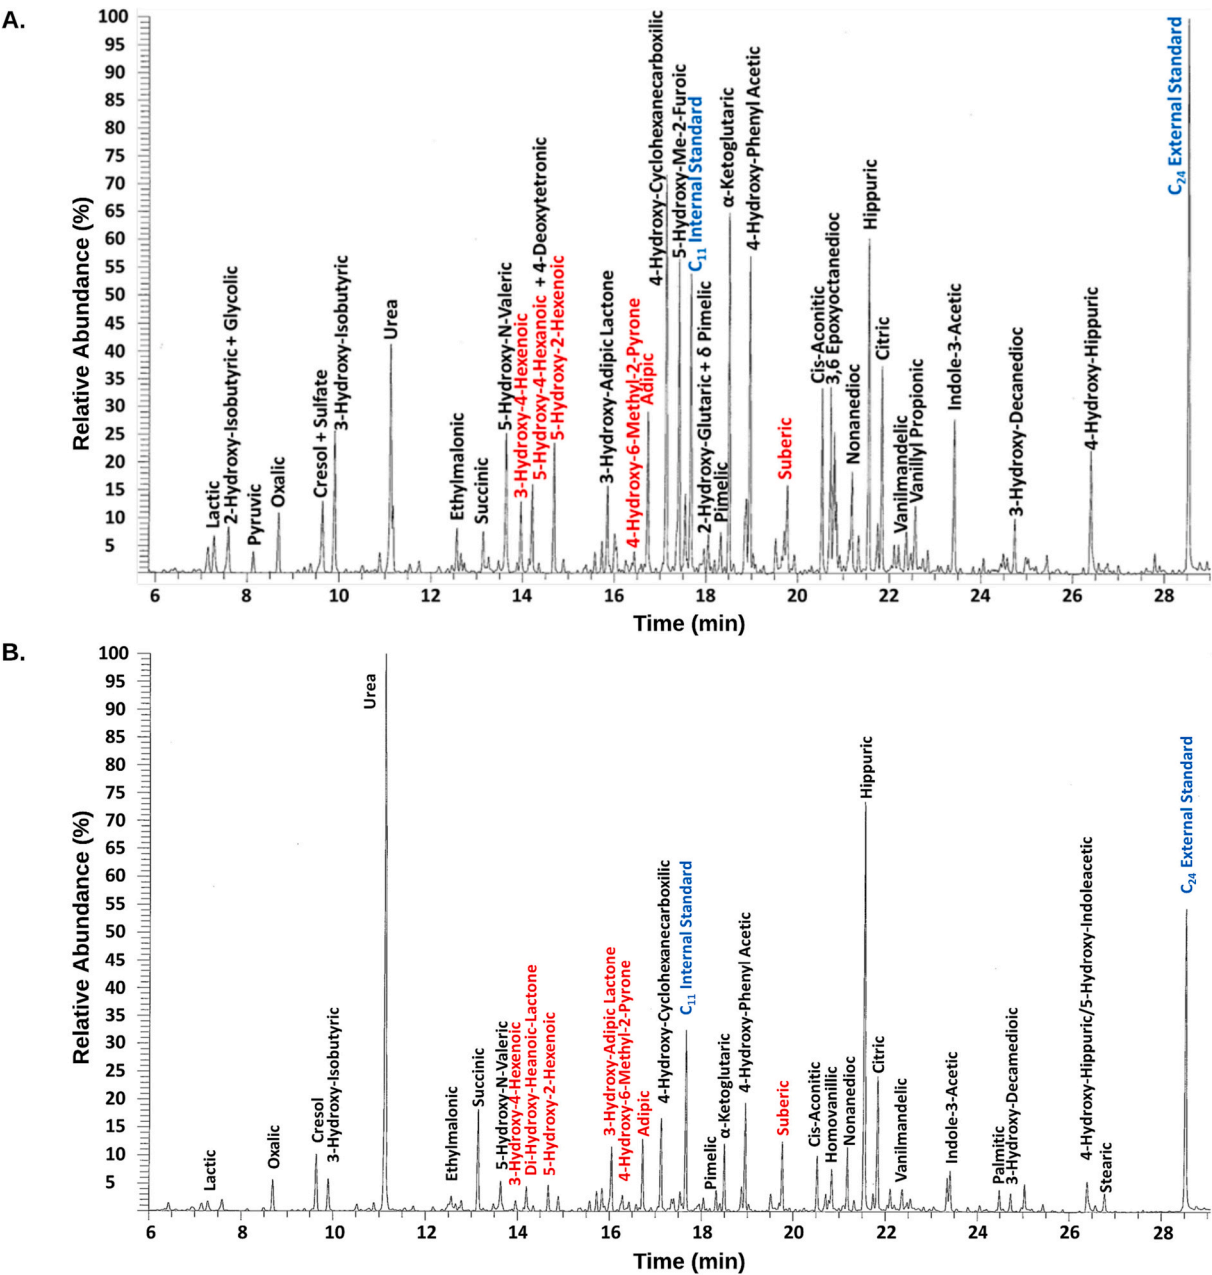 A.
Relative Abundance (%)
100
95
90
85
80
75
70
65
60
55
50
45
40
35
30
25
20
15
10
5
Lactic
2-Hydroxy-Isobutyric + Glycolic
Pyruvic
Oxalic
Cresol + Sulfate
3-Hydroxy-Isobutyric
Urea
Ethylmalonic
Succinic
5-Hydroxy-N-Valeric
3-Hydroxy-4-Hexenoic
5-Hydroxy-4-Hexanoic + 4-Deoxytetronic
5-Hydroxy-2-Hexenoic
3-Hydroxy-Adipic Lactone
4-Hydroxy-6-Methyl-2-Pyrone
Adipic
4-Hydroxy-Cyclohexanecarboxilic
5-Hydroxy-Me-2-Furoic
C11 Internal Standard
2-Hydroxy-Glutaric + δ Pimelic
Pimelic
α-Ketoglutaric
4-Hydroxy-Phenyl Acetic
Suberic
Cis-Aconitic
3,6 Epoxyoctanedioc
Nonanedioc
Hippuric
Citric
Vanilmandelic
Vanillyl Propionic
Indole-3-Acetic
3-Hydroxy-Decanedioc
4-Hydroxy-Hippuric
C24 External Standard
6 8 10 12 14 16 18 20 22 24 26 28
Time (min)
B.
Relative Abundance (%)
100
95
90
85
80
75
70
65
60
55
50
45
40
35
30
25
20
15
10
5
Lactic
Oxalic
Cresol
3-Hydroxy-Isobutyric
Urea
Ethylmalonic
Succinic
5-Hydroxy-N-Valeric
3-Hydroxy-4-Hexenoic
Di-Hydroxy-Heanoic-Lactone
5-Hydroxy-2-Hexenoic
3-Hydroxy-Adipic Lactone
4-Hydroxy-6-Methyl-2-Pyrone
Adipic
4-Hydroxy-Cyclohexanecarboxilic
C11 Internal Standard
Pimelic
α-Ketoglutaric
4-Hydroxy-Phenyl Acetic
Suberic
Cis-Aconitic
Homovanillic
Nonanedioc
Hippuric
Citric
Vanilmandelic
Indole-3-Acetic
Palmitic
3-Hydroxy-Decamedioic
4-Hydroxy-Hippuric/5-Hydroxy-Indoleacetic
Stearic
C24 External Standard
6 8 10 12 14 16 18 20 22 24 26 28
Time (min)